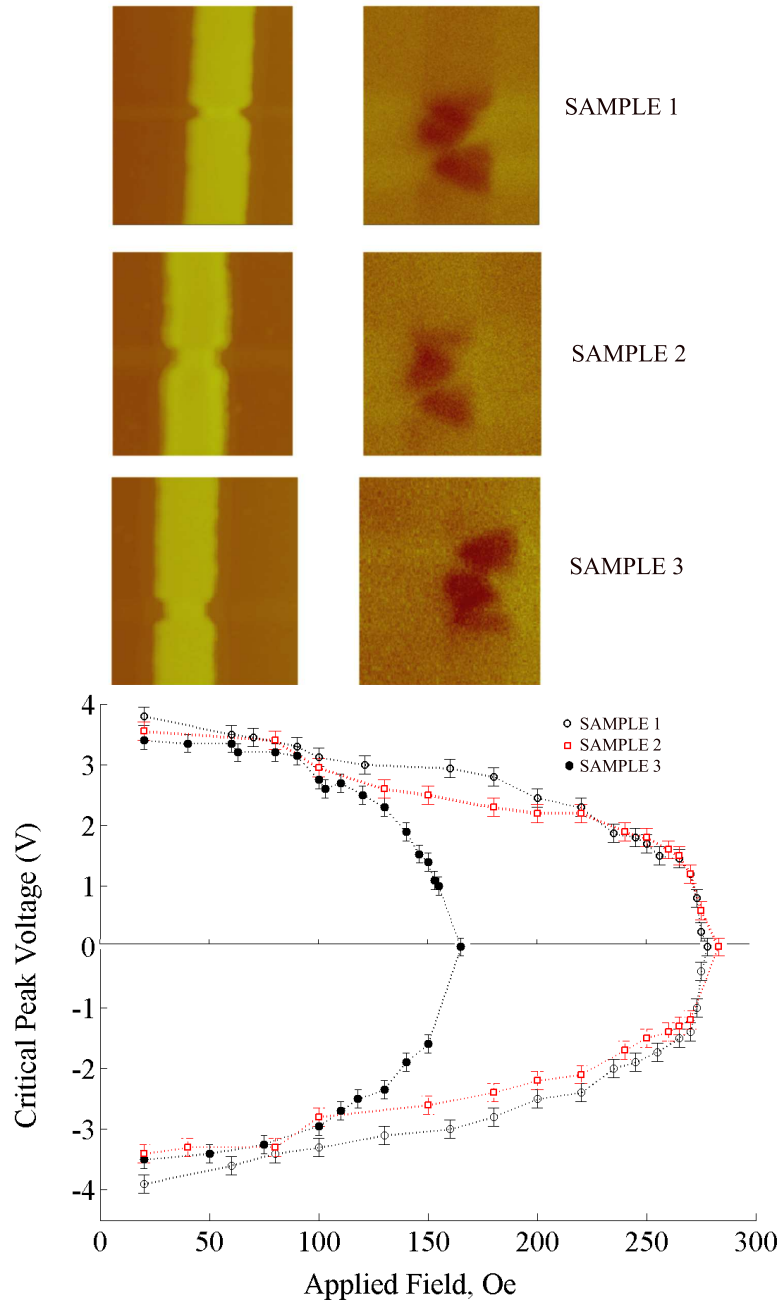 SAMPLE 1
SAMPLE 2
SAMPLE 3
4
3
2
1
0
-1
-2
-3
-4
Critical Peak Voltage (V)
SAMPLE 1
SAMPLE 2
SAMPLE 3
0 50 100 150 200 250 300
Applied Field, Oe